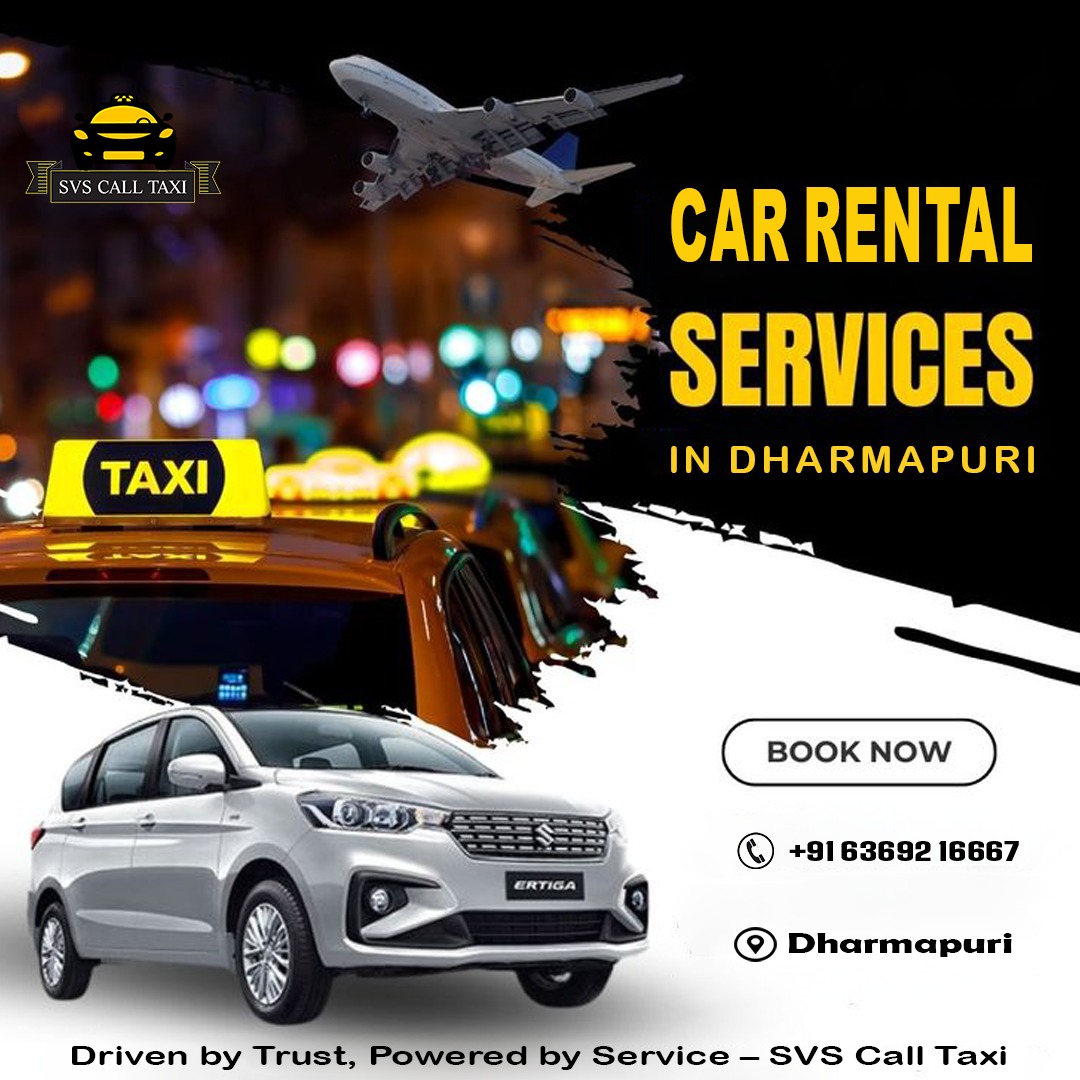 SVS CALL TAXI
CAR RENTAL
SERVICES
IN DHARMAPURI
TAXI
BOOK NOW
+91 63692 16667
ERTIGA
Dharmapuri
Driven by Trust, Powered by Service – SVS Call Taxi